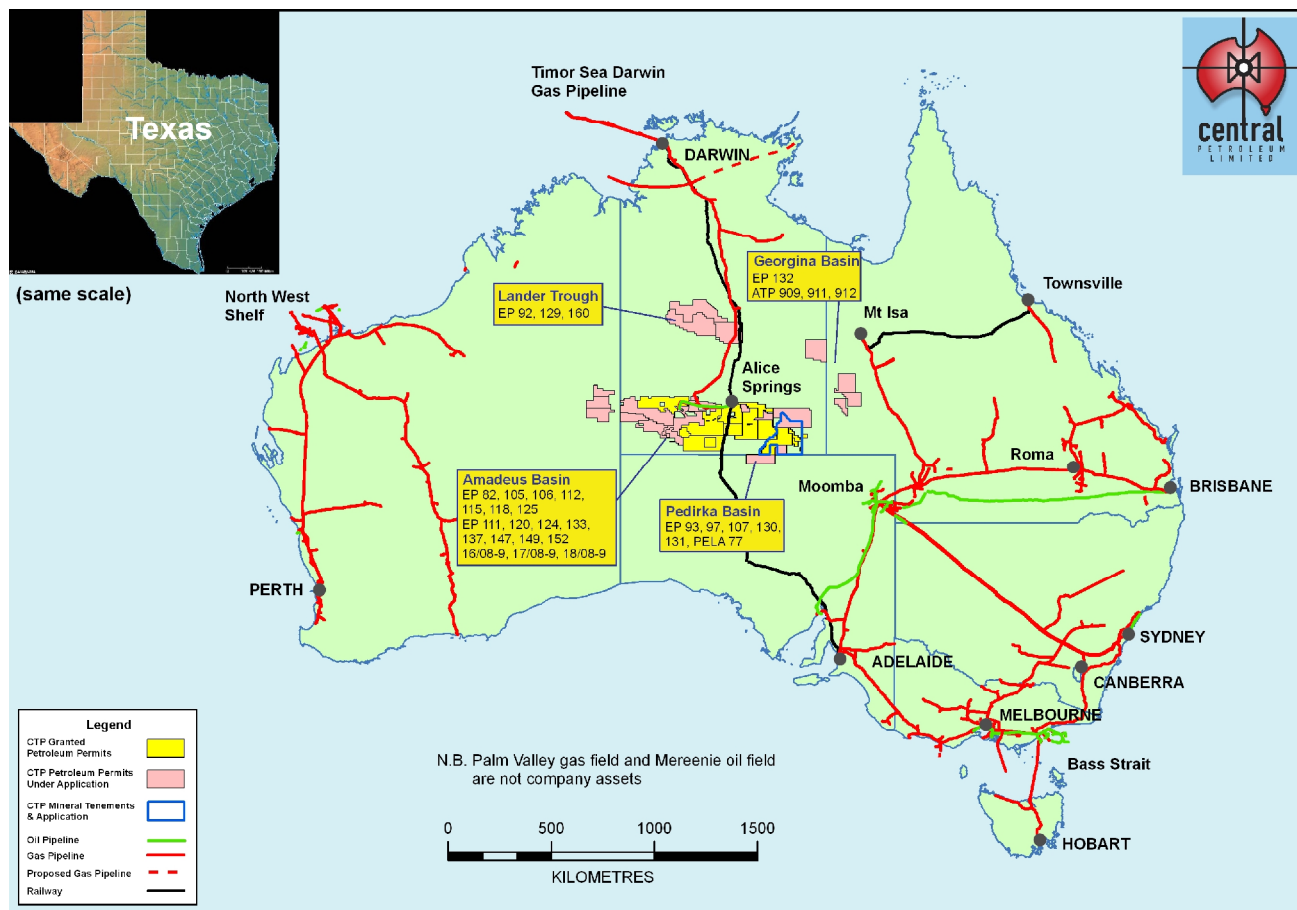 Texas
(same scale)
Timor Sea Darwin
Gas Pipeline
central
PETROLEUM
LIMITED
DARWIN
Georgina Basin
EP 132
ATP 909, 911, 912
Lander Trough
EP 92, 129, 160
North West
Shelf
Townsville
Mt Isa
Alice
Springs
Amadeus Basin
EP 82, 105, 106, 112,
115, 118, 125
EP 111, 120, 124, 133,
137, 147, 149, 152
16/08-9, 17/08-9, 18/08-9
Pedirka Basin
EP 93, 97, 107, 130,
131, PELA 77
Moomba
Roma
BRISBANE
PERTH
SYDNEY
ADELAIDE
CANBERRA
MELBOURNE
Bass Strait
HOBART
N.B. Palm Valley gas field and Mereenie oil field
are not company assets
0 500 1000 1500
KILOMETRES
Legend
CTP Granted
Petroleum Permits
CTP Petroleum Permits
Under Application
CTP Mineral Tenements
& Application
Oil Pipeline
Gas Pipeline
Proposed Gas Pipeline
Railway